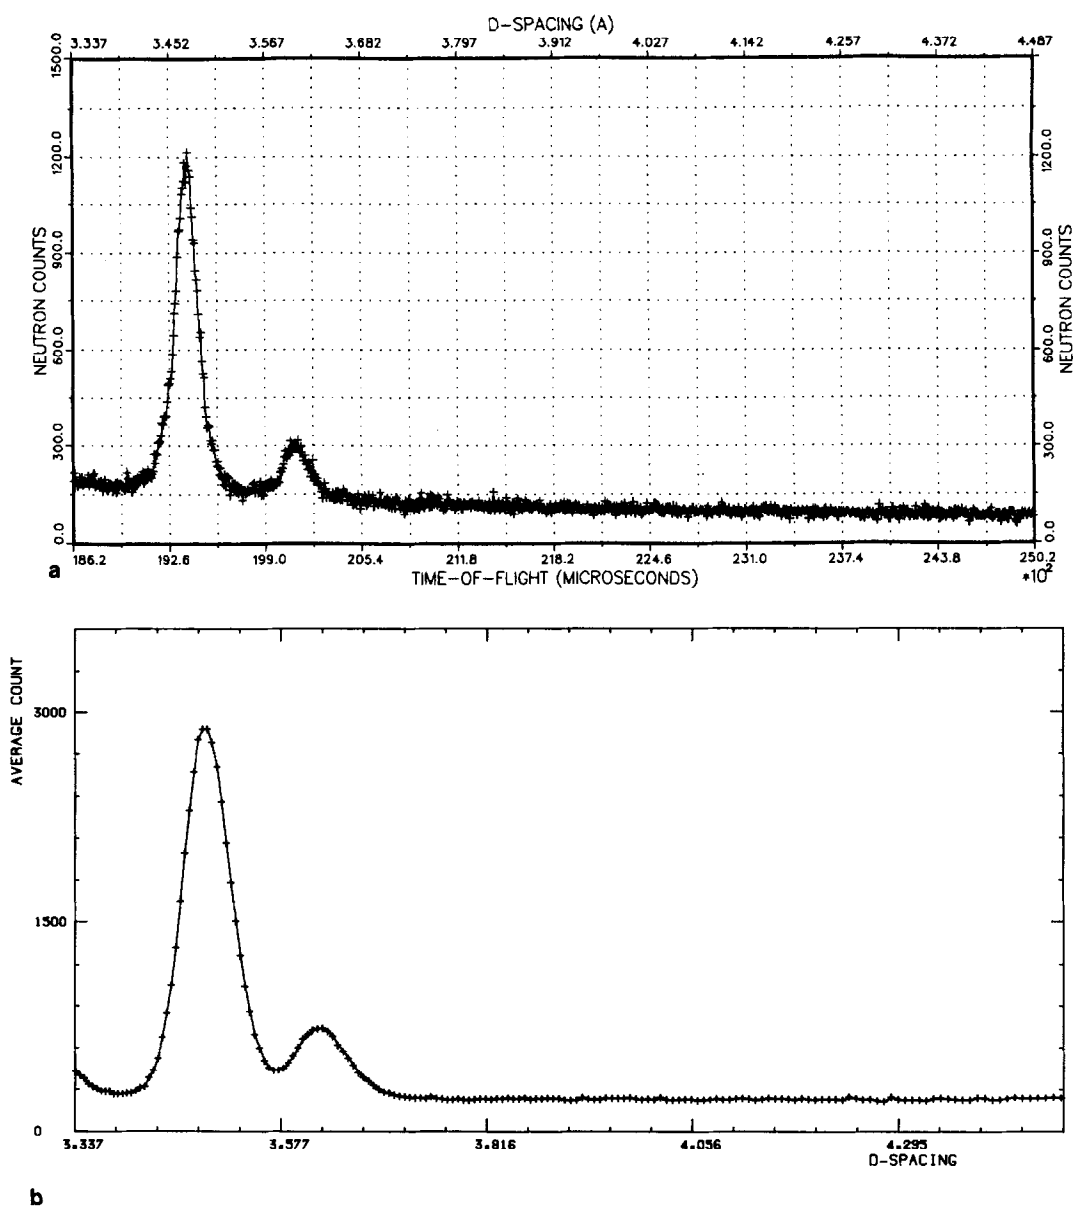 D-SPACING (A)
3.337 3.452 3.567 3.682 3.797 3.912 4.027 4.142 4.257 4.372 4.487
1500.0
1200.0 1200.0
900.0 900.0
600.0 600.0
300.0 300.0
0.0 0.0
NEUTRON COUNTS
NEUTRON COUNTS
186.2 192.6 199.0 205.4 211.8 218.2 224.6 231.0 237.4 243.8 250.2
a TIME-OF-FLIGHT (MICROSECONDS) *10²
AVERAGE COUNT
3000
1500
0
3.337 3.577 3.816 4.056 4.295
D-SPACING
b